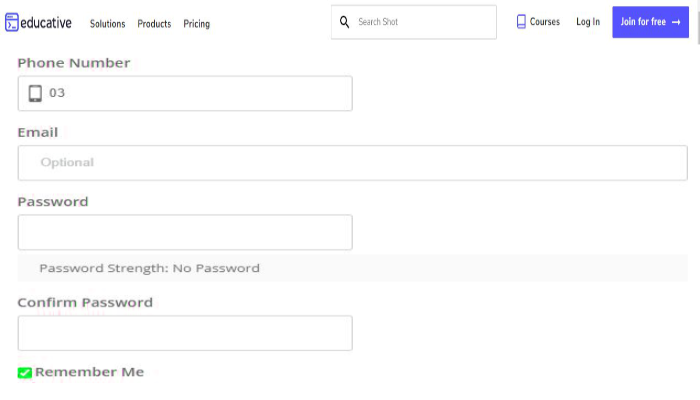 educative Solutions Products Pricing Search Shot Courses Log In Join for free →
Phone Number
03
Email
Optional
Password
Password Strength: No Password
Confirm Password
Remember Me